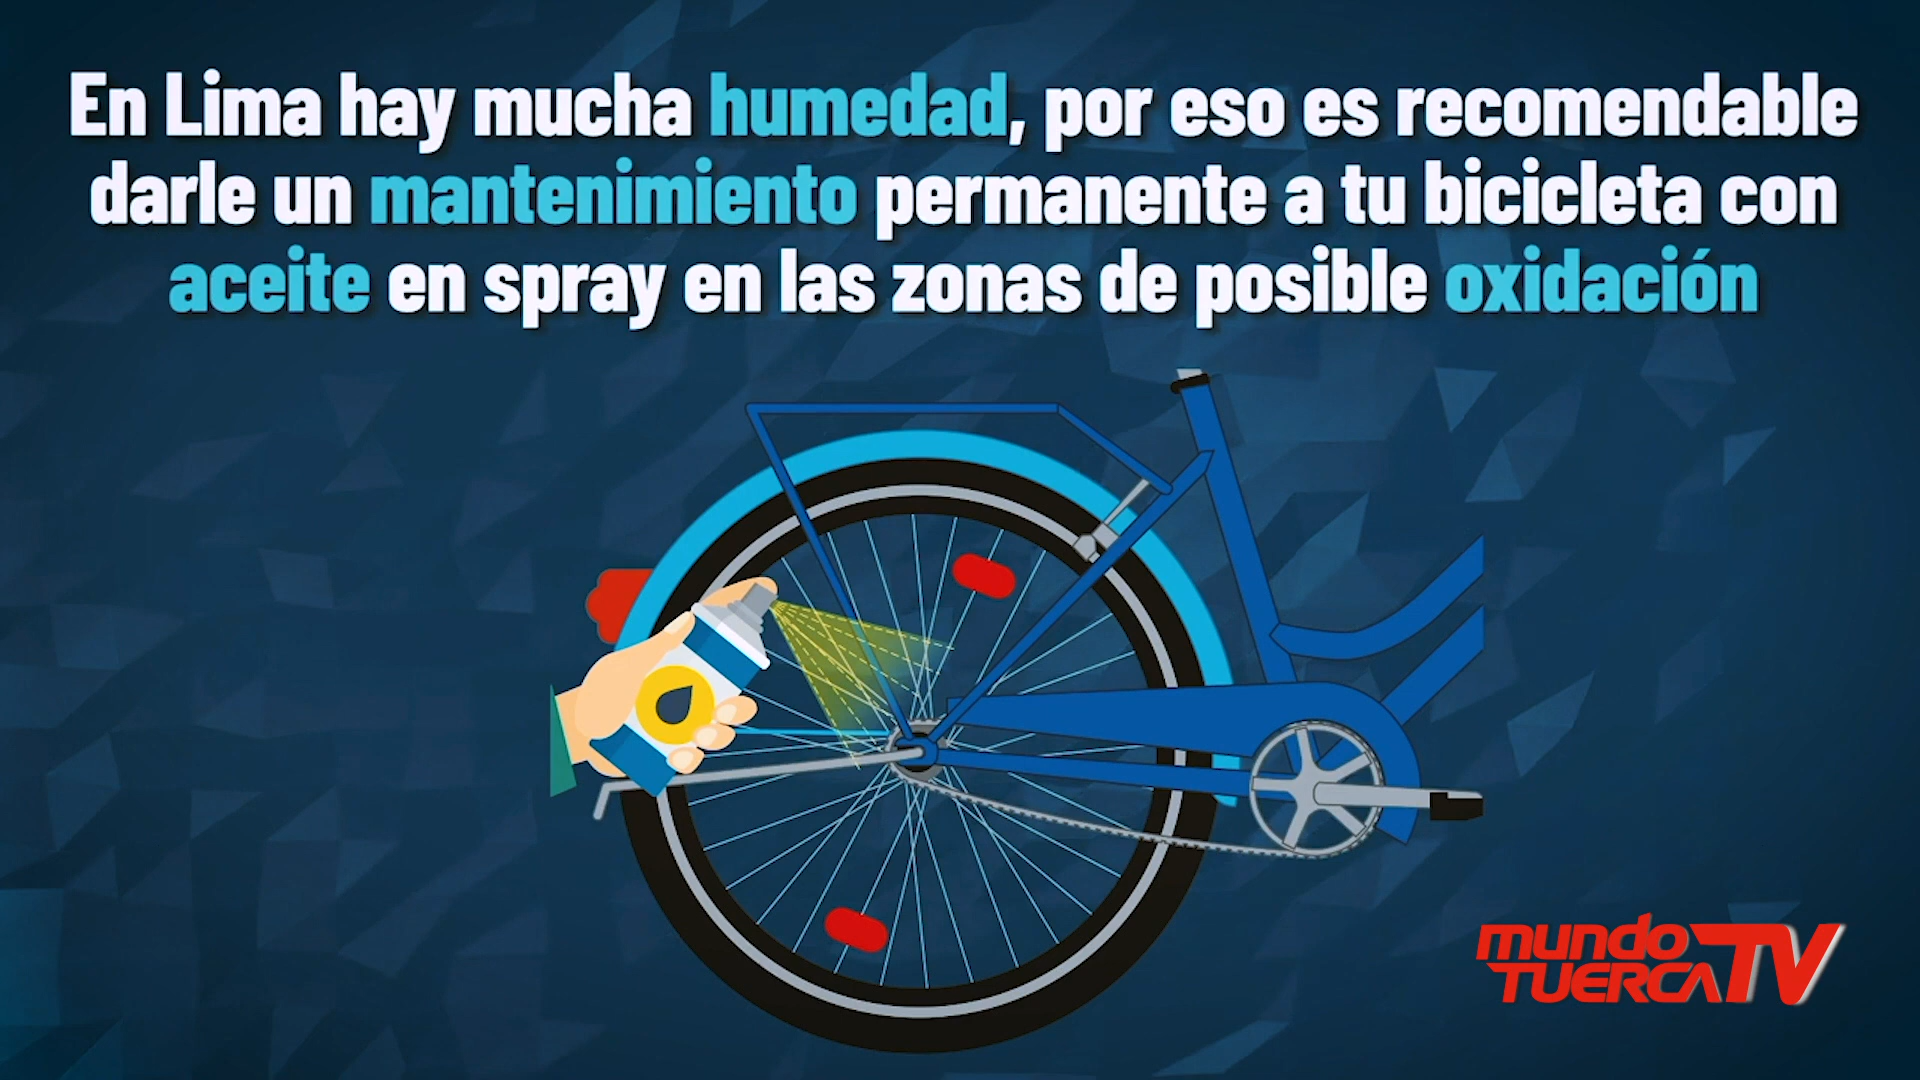 En Lima hay mucha humedad, por eso es recomendable
darle un mantenimiento permanente a tu bicicleta con
aceite en spray en las zonas de posible oxidación
mundo
TUERCA TV